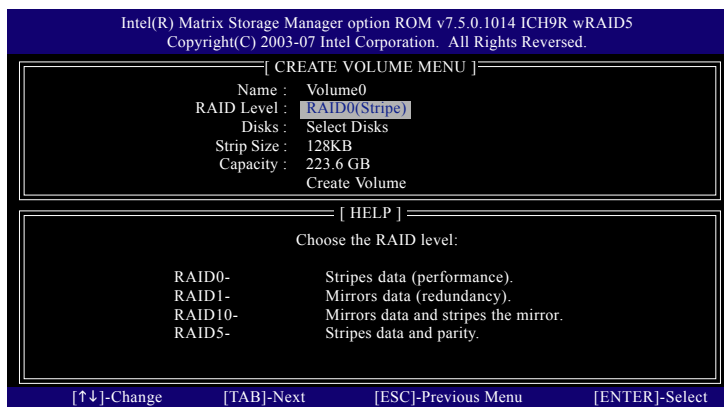 Intel(R) Matrix Storage Manager option ROM v7.5.0.1014 ICH9R wRAID5
Copyright(C) 2003-07 Intel Corporation. All Rights Reversed.
[ CREATE VOLUME MENU ]
Name : Volume0
RAID Level : RAID0(Stripe)
Disks : Select Disks
Strip Size : 128KB
Capacity : 223.6 GB
Create Volume
[ HELP ]
Choose the RAID level:
RAID0- Stripes data (performance).
RAID1- Mirrors data (redundancy).
RAID10- Mirrors data and stripes the mirror.
RAID5- Stripes data and parity.
[↑↓]-Change [TAB]-Next [ESC]-Previous Menu [ENTER]-Select